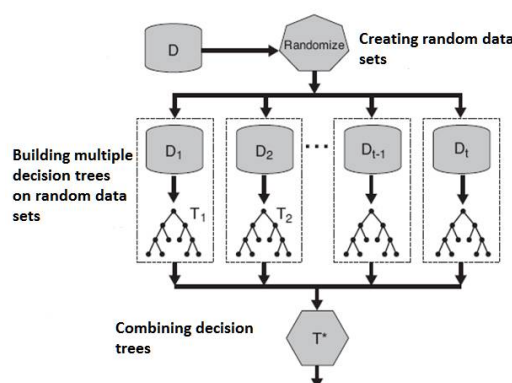 Creating random data
sets
D
Randomize
Building multiple
decision trees
on random data
sets
D1
D2
...
Dt-1
Dt
T1
T2
Combining decision
trees
T*